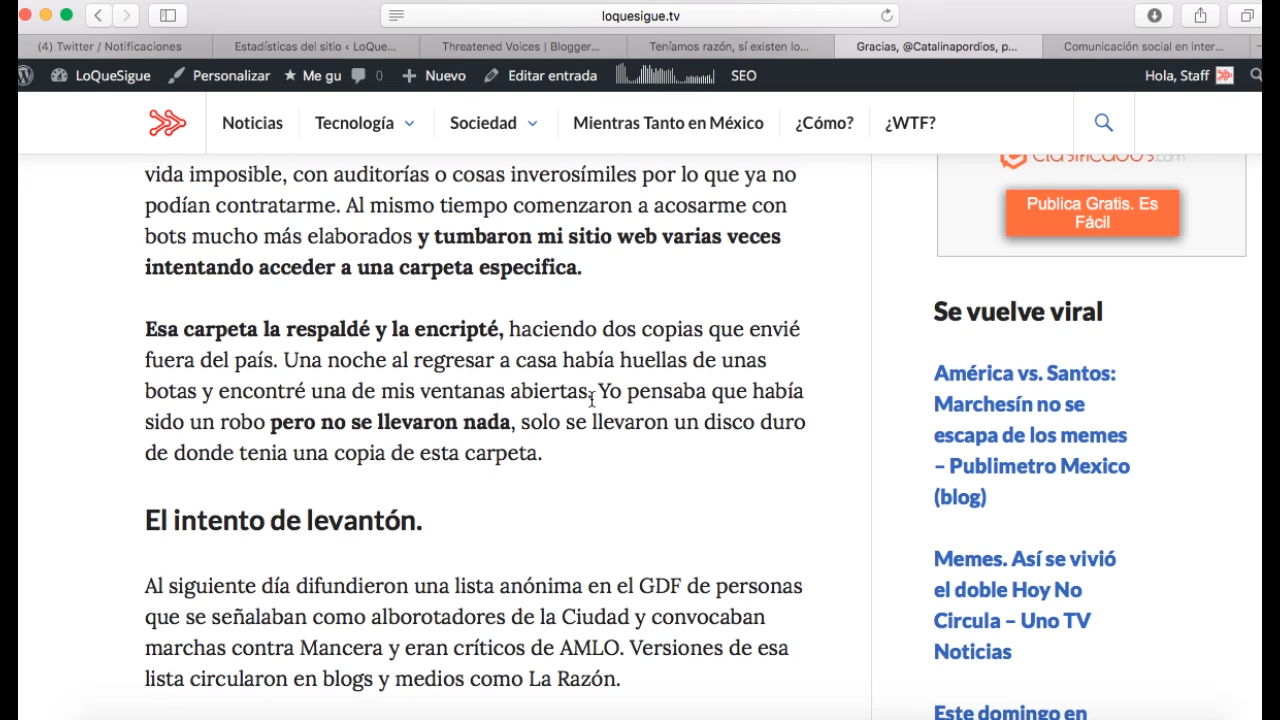 loquesigue.tv
(4) Twitter / Notificaciones
Estadísticas del sitio ‹ LoQue...
Threatened Voices | Blogger...
Teníamos razón, sí existen lo...
Gracias, @Catalinapordios, p...
Comunicación social en inter...
LoQueSigue
Personalizar
Me gu
0
Nuevo
Editar entrada
SEO
Hola, Staff
Noticias
Tecnología
Sociedad
Mientras Tanto en México
¿Cómo?
¿WTF?
vida imposible, con auditorías o cosas inverosímiles por lo que ya no
podían contratarme. Al mismo tiempo comenzaron a acosarme con
bots mucho más elaborados y tumbaron mi sitio web varias veces
intentando acceder a una carpeta especifica.
Esa carpeta la respaldé y la encripté, haciendo dos copias que envié
fuera del país. Una noche al regresar a casa había huellas de unas
botas y encontré una de mis ventanas abiertas. Yo pensaba que había
sido un robo pero no se llevaron nada, solo se llevaron un disco duro
de donde tenia una copia de esta carpeta.
El intento de levantón.
Al siguiente día difundieron una lista anónima en el GDF de personas
que se señalaban como alborotadores de la Ciudad y convocaban
marchas contra Mancera y eran críticos de AMLO. Versiones de esa
lista circularon en blogs y medios como La Razón.
Publica Gratis. Es
Fácil
Se vuelve viral
América vs. Santos:
Marchesín no se
escapa de los memes
– Publimetro Mexico
(blog)
Memes. Así se vivió
el doble Hoy No
Circula – Uno TV
Noticias
Este domingo en